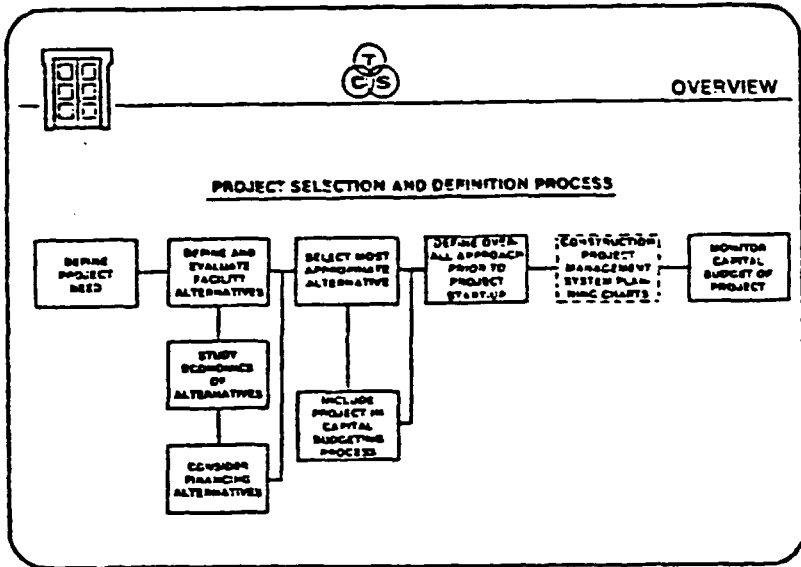 T
C S
OVERVIEW
PROJECT SELECTION AND DEFINITION PROCESS
DEFINE
PROJECT
NEED
DEFINE AND
EVALUATE
FACILITY
ALTERNATIVES
SELECT MOST
APPROPRIATE
ALTERNATIVE
DEFINE OVER-
ALL APPROACH
PRIOR TO
PROJECT
START-UP
CONSTRUCTION
PROJECT
MANAGEMENT
SYSTEM PLAN-
NING CHARTS
MONITOR
CAPITAL
BUDGET OF
PROJECT
STUDY
ECONOMICS
OF
ALTERNATIVES
INCLUDE
PROJECT IN
CAPITAL
BUDGETING
PROCESS
CONSIDER
FINANCING
ALTERNATIVES